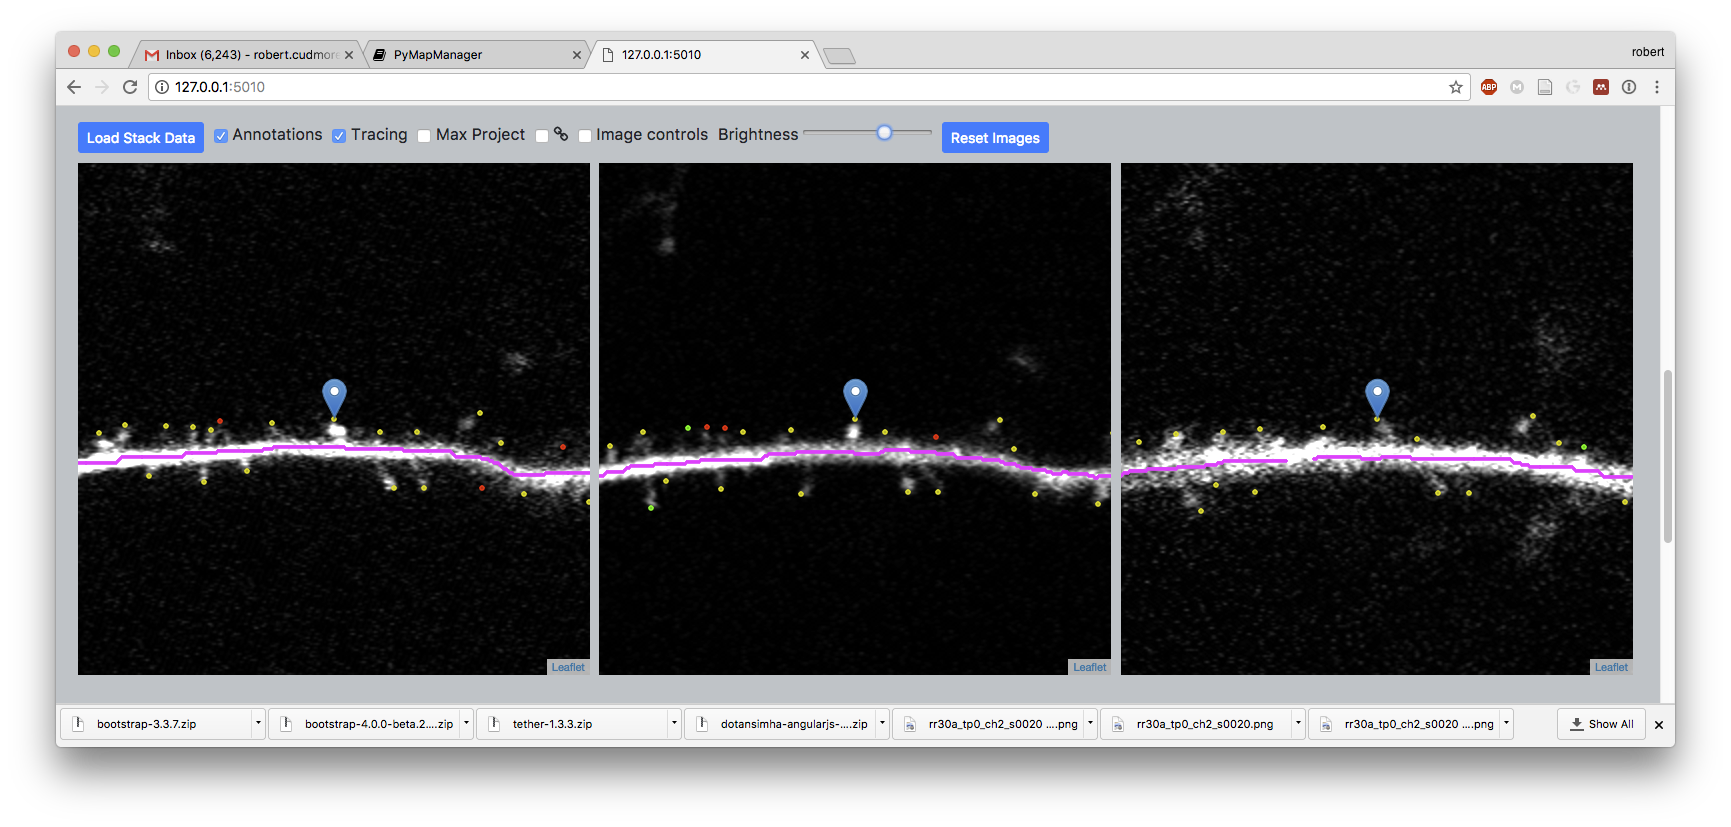 Inbox (6,243) - robert.cudmore
PyMapManager
127.0.0.1:5010
robert
127.0.0.1:5010
ABP
Load Stack Data Annotations Tracing Max Project Image controls Brightness Reset Images
Leaflet Leaflet Leaflet
bootstrap-3.3.7.zip bootstrap-4.0.0-beta.2....zip tether-1.3.3.zip dotansimha-angularjs-....zip rr30a_tp0_ch2_s0020 ....png rr30a_tp0_ch2_s0020.png rr30a_tp0_ch2_s0020 ....png Show All